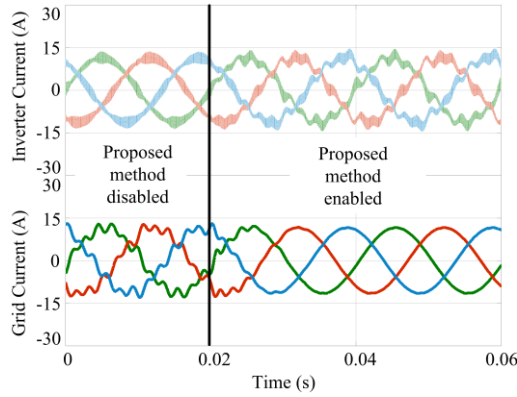 Inverter Current (A)
30
15
0
-15
-30
Proposed
method
disabled
Proposed
method
enabled
Grid Current (A)
30
15
0
-15
-30
0
0.02
0.04
0.06
Time (s)